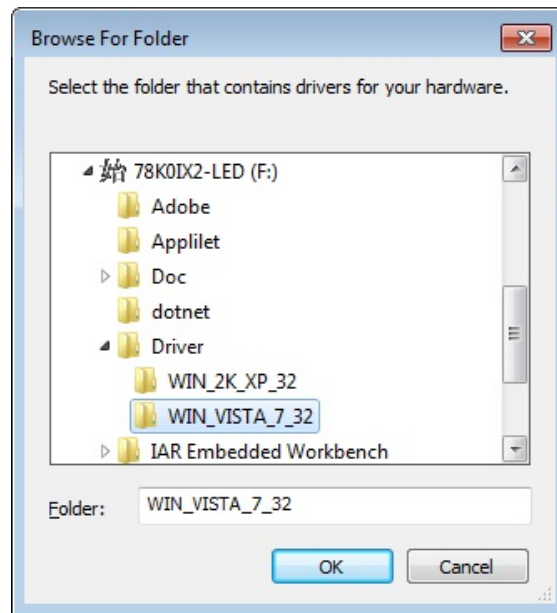 Browse For Folder
Select the folder that contains drivers for your hardware.
始 78K0IX2-LED (F:)
Adobe
Applilet
Doc
dotnet
Driver
WIN_2K_XP_32
WIN_VISTA_7_32
IAR Embedded Workbench
Folder: WIN_VISTA_7_32
OK Cancel